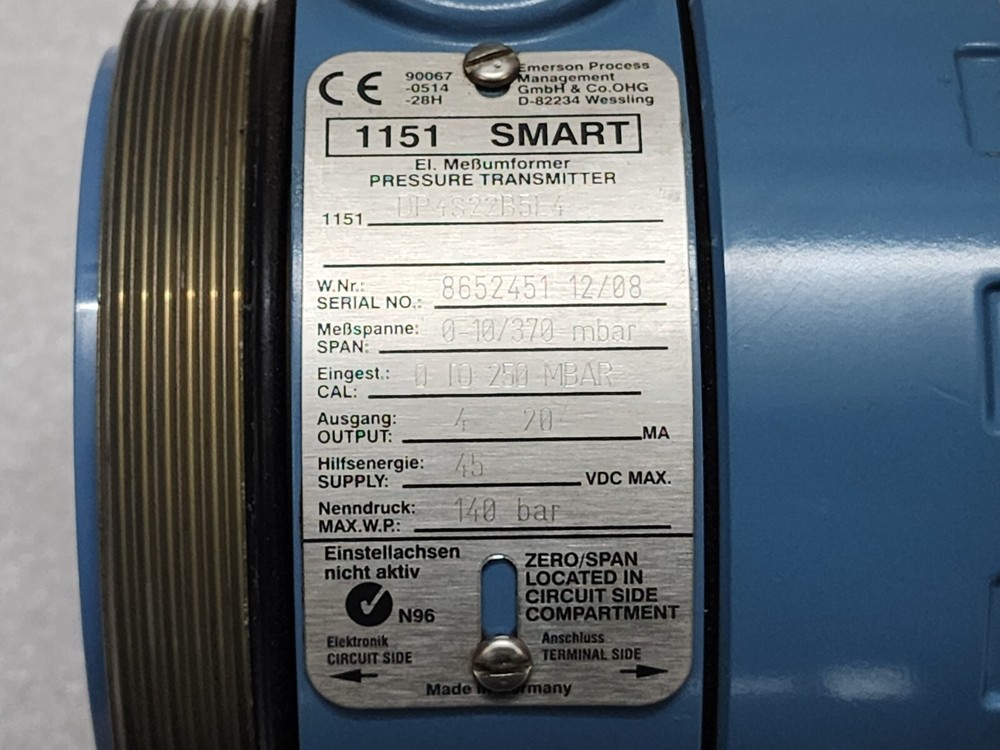 CE 90067
-0514
-28H
Emerson Process
Management
GmbH & Co.OHG
D-82234 Wessling
1151 SMART
El. Meßumformer
PRESSURE TRANSMITTER
1151 DP4S22B5L4
W.Nr.:
SERIAL NO.: 8652451 12/08
Meßspanne:
SPAN: 0-10/370 mbar
Eingest.:
CAL: 0 TO 250 MBAR
Ausgang:
OUTPUT: 4 20 MA
Hilfsenergie:
SUPPLY: 45 VDC MAX.
Nenndruck:
MAX.W.P.: 140 bar
Einstellachsen
nicht aktiv
N96
ZERO/SPAN
LOCATED IN
CIRCUIT SIDE
COMPARTMENT
Elektronik
CIRCUIT SIDE
Anschluss
TERMINAL SIDE
Made in Germany